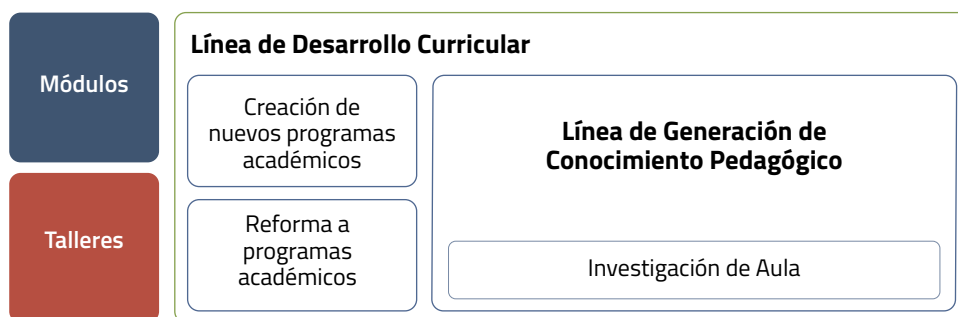 Módulos
Talleres
Línea de Desarrollo Curricular
Creación de
nuevos programas
académicos
Reforma a
programas
académicos
Línea de Generación de
Conocimiento Pedagógico
Investigación de Aula